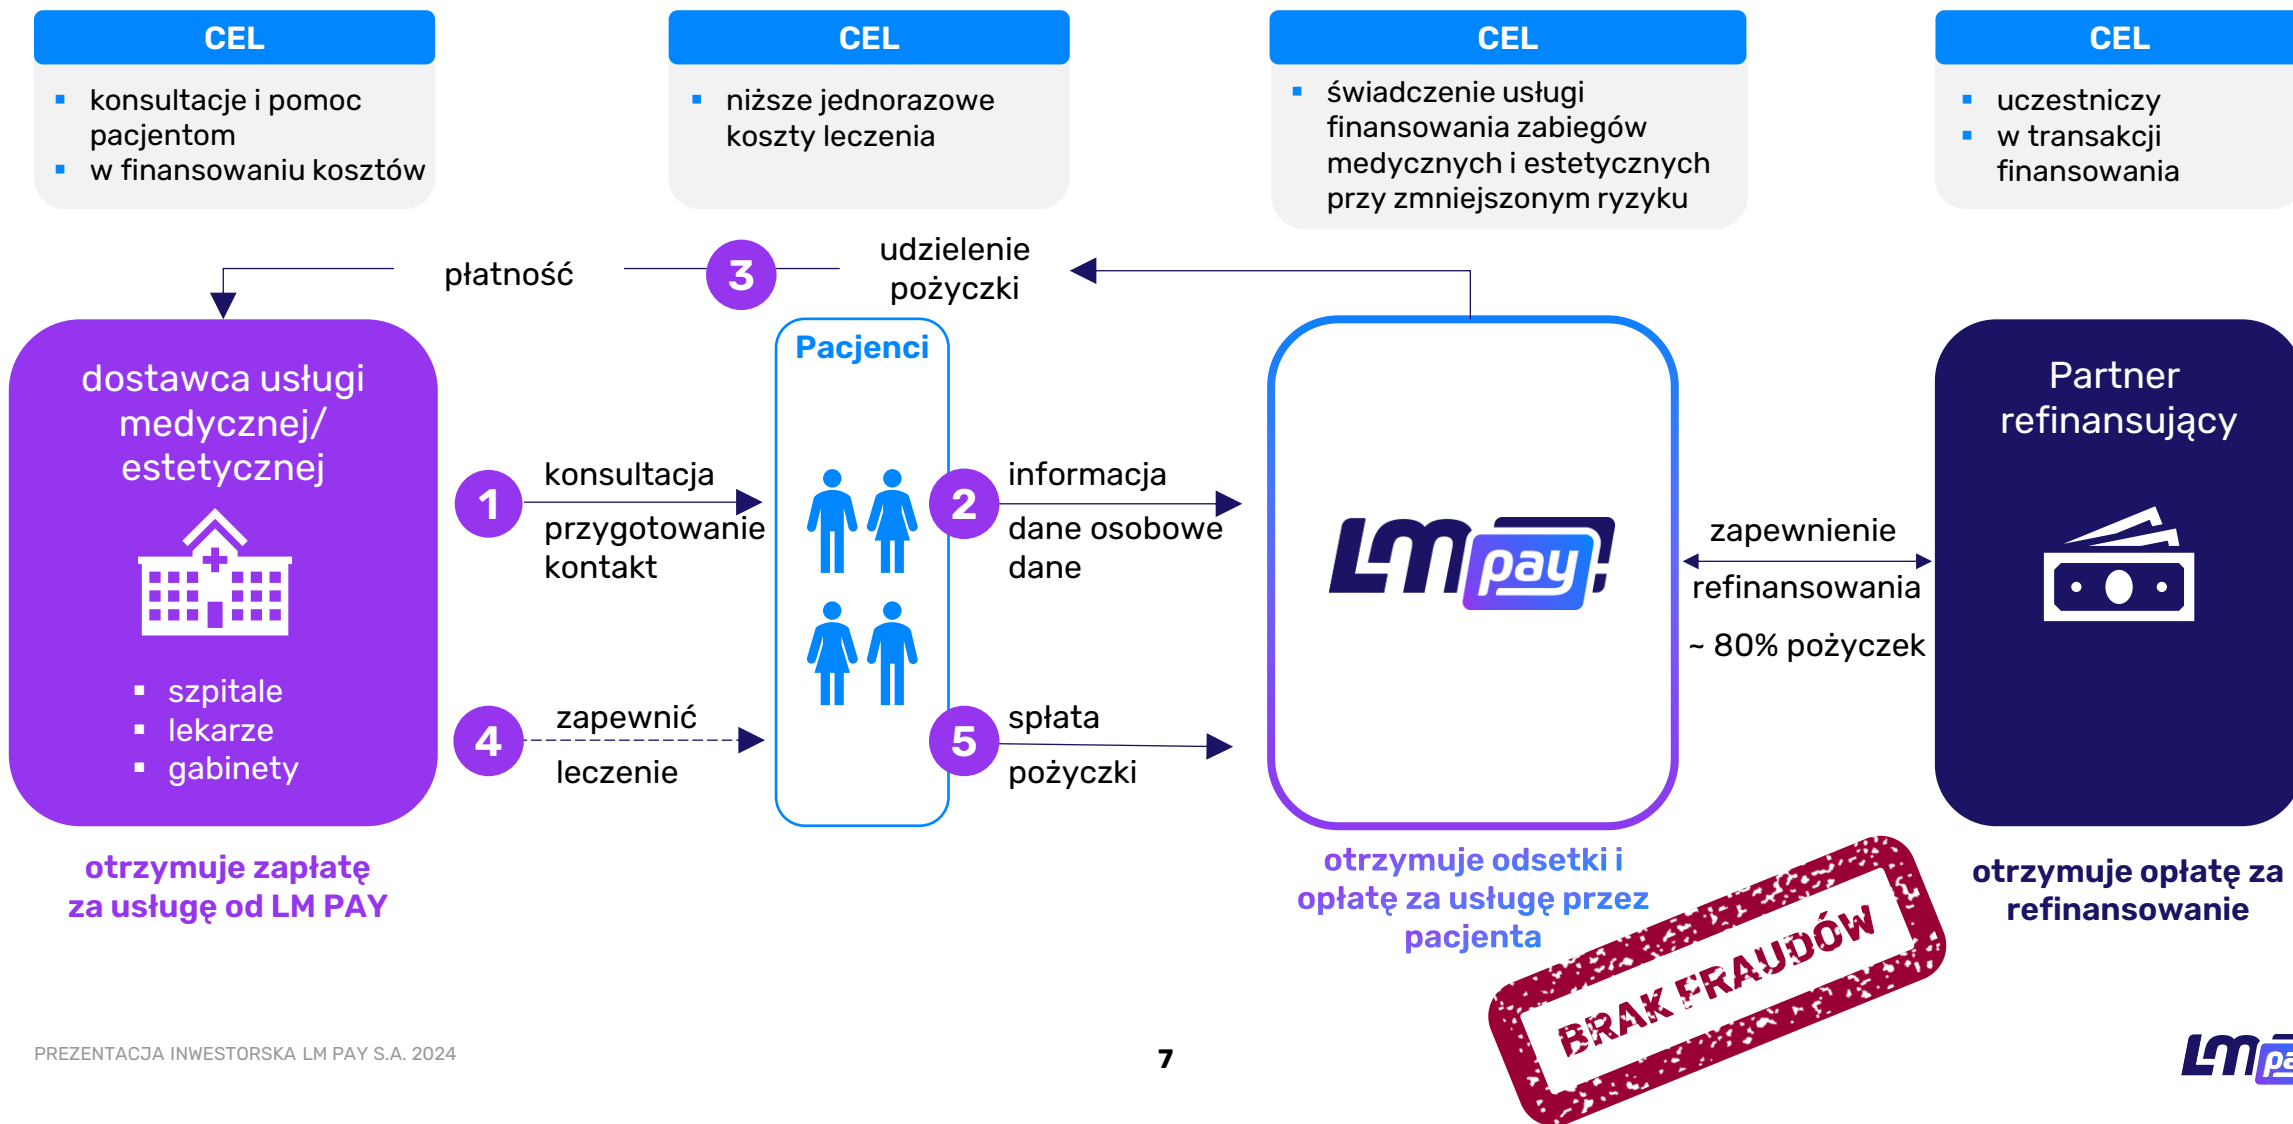 CEL
konsultacje i pomoc
pacjentom
w finansowaniu kosztów
CEL
niższe jednorazowe
koszty leczenia
CEL
świadczenie usługi
finansowania zabiegów
medycznych i estetycznych
przy zmniejszonym ryzyku
CEL
uczestniczy
w transakcji
finansowania
płatność
3
udzielenie
pożyczki
dostawca usługi
medycznej/
estetycznej
szpitale
lekarze
gabinety
1
konsultacja
przygotowanie
kontakt
4
zapewnić
leczenie
Pacjenci
2
informacja
dane osobowe
dane
5
spłata
pożyczki
LM pay
zapewnienie
refinansowania
~ 80% pożyczek
Partner
refinansujący
otrzymuje zapłatę
za usługę od LM PAY
otrzymuje odsetki i
opłatę za usługę przez
pacjenta
otrzymuje opłatę za
refinansowanie
BRAK FRAUDÓW
PREZENTACJA INWESTORSKA LM PAY S.A. 2024
7
LM pa